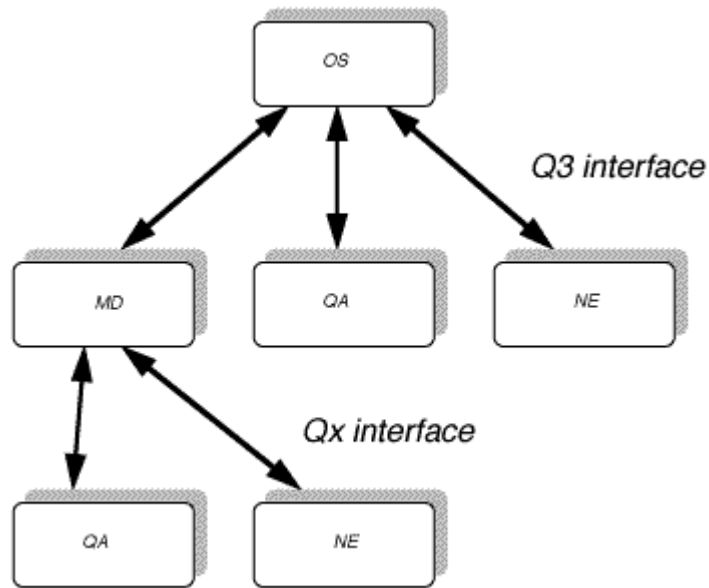 OS
Q3 interface
MD
QA
NE
Qx interface
QA
NE